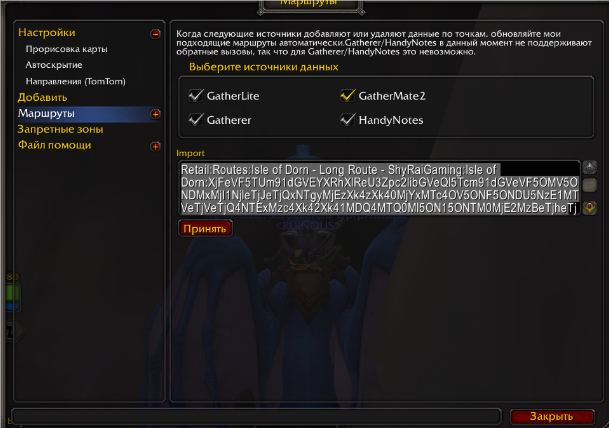 Маршруты
Настройки
Прорисовка карты
Автоскрытие
Направления (TomTom)
Добавить
Маршруты
Запретные зоны
Файл помощи
Когда следующие источники добавляют или удаляют данные по точкам, обновляйте мои
подходящие маршруты автоматически.Gatherer/HandyNotes в данный момент не поддерживают
обратные вызовы, так что для Gatherer/HandyNotes это невозможно.
Выберите источники данных
GatherLite
GatherMate2
Gatherer
HandyNotes
Import
Retail:Routes:Isle of Dorn - Long Route - ShyRaiGaming:Isle of
Принять
Закрыть